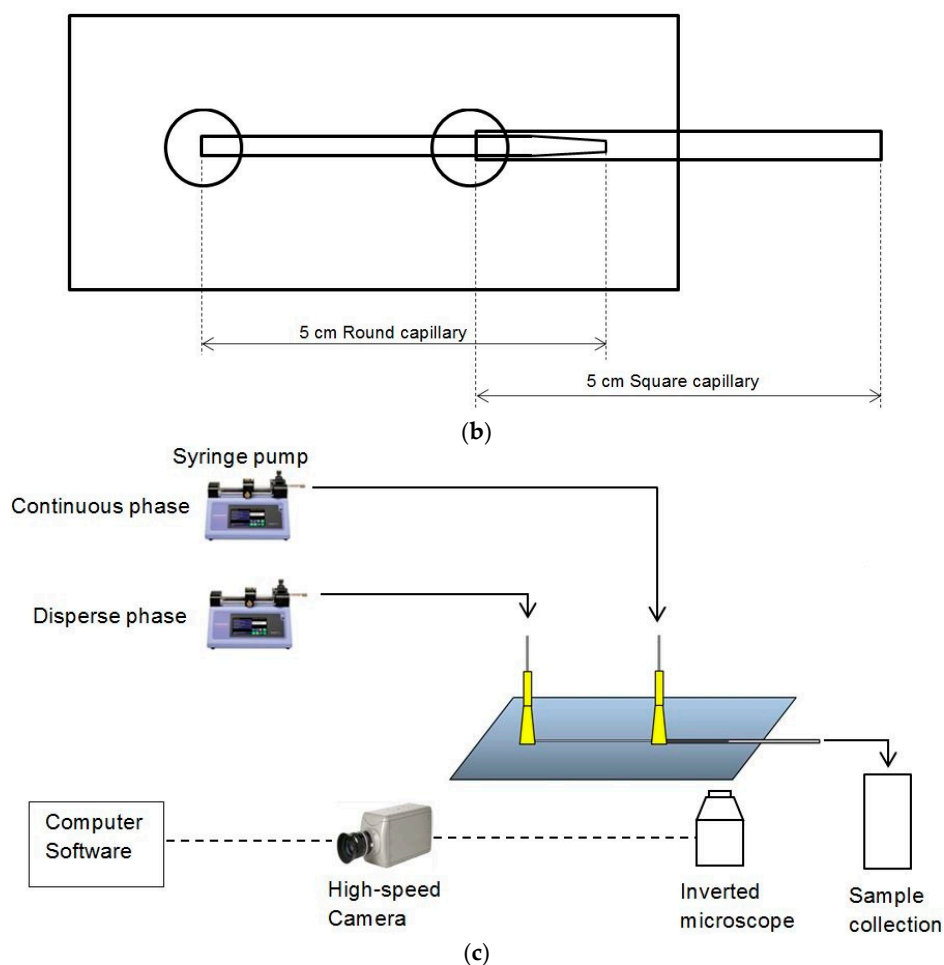 5 cm Round capillary
5 cm Square capillary
(b)
Syringe pump
Continuous phase
Disperse phase
Computer
Software
High-speed
Camera
Inverted
microscope
Sample
collection
(c)